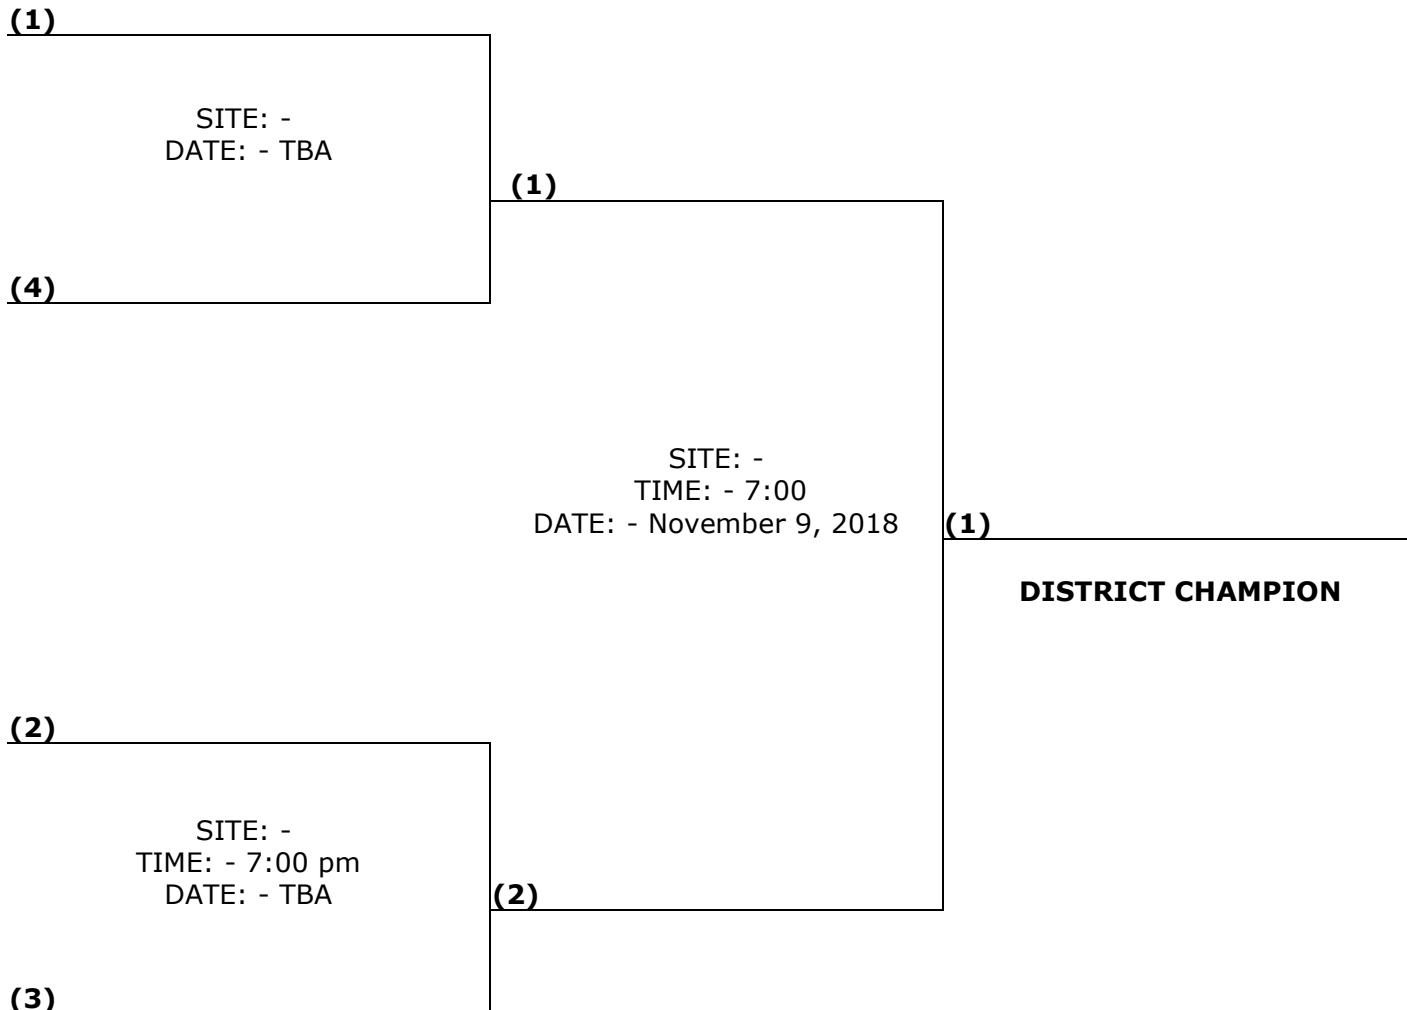 (1)
SITE: -
DATE: - TBA
(1)
(4)
SITE: -
TIME: - 7:00
DATE: - November 9, 2018
(1)
DISTRICT CHAMPION
(2)
SITE: -
TIME: - 7:00 pm
DATE: - TBA
(2)
(3)